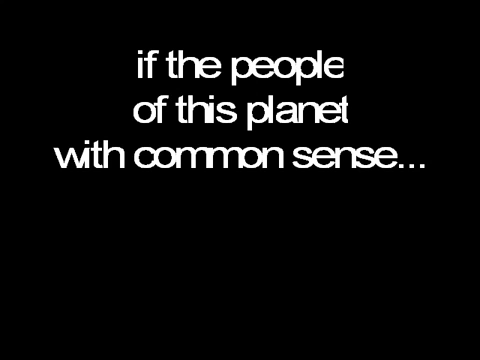 if the people
of this planet
with common sense...